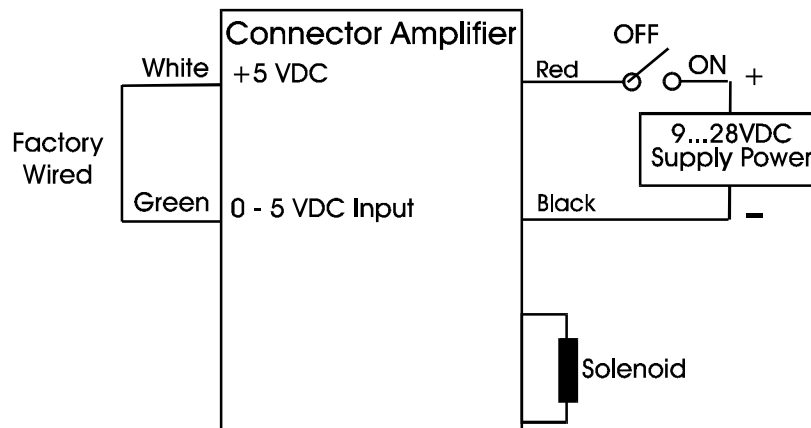 Connector Amplifier
OFF
White
+5 VDC
Red
ON
+
9...28VDC
Supply Power
Factory
Wired
Green
0 - 5 VDC Input
Black
-
Solenoid